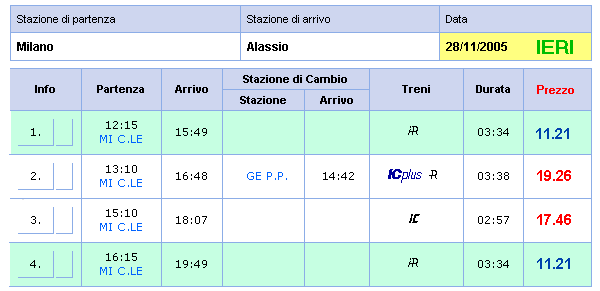 Stazione di partenza Stazione di arrivo Data
Milano Alassio 28/11/2005 IERI
Info Partenza Arrivo Stazione di Cambio Treni Durata Prezzo
Stazione Arrivo
1. 12:15 15:49 R 03:34 11.21
MI C.LE
2. 13:10 16:48 GE P.P. 14:42 ICplus R 03:38 19.26
MI C.LE
3. 15:10 18:07 IC 02:57 17.46
MI C.LE
4. 16:15 19:49 R 03:34 11.21
MI C.LE